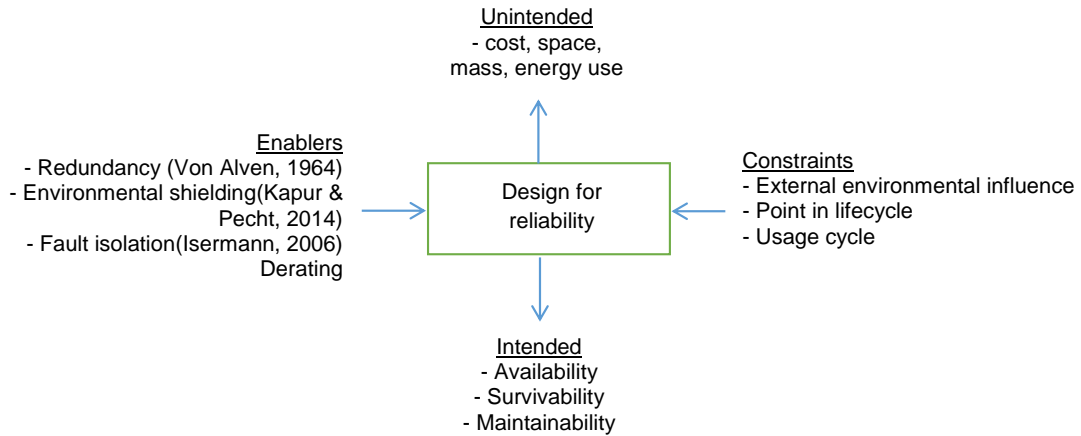 Unintended
- cost, space,
mass, energy use
Enablers
- Redundancy (Von Alven, 1964)
- Environmental shielding(Kapur &
Pecht, 2014)
- Fault isolation(Isermann, 2006)
Derating
Design for
reliability
Constraints
- External environmental influence
- Point in lifecycle
- Usage cycle
Intended
- Availability
- Survivability
- Maintainability